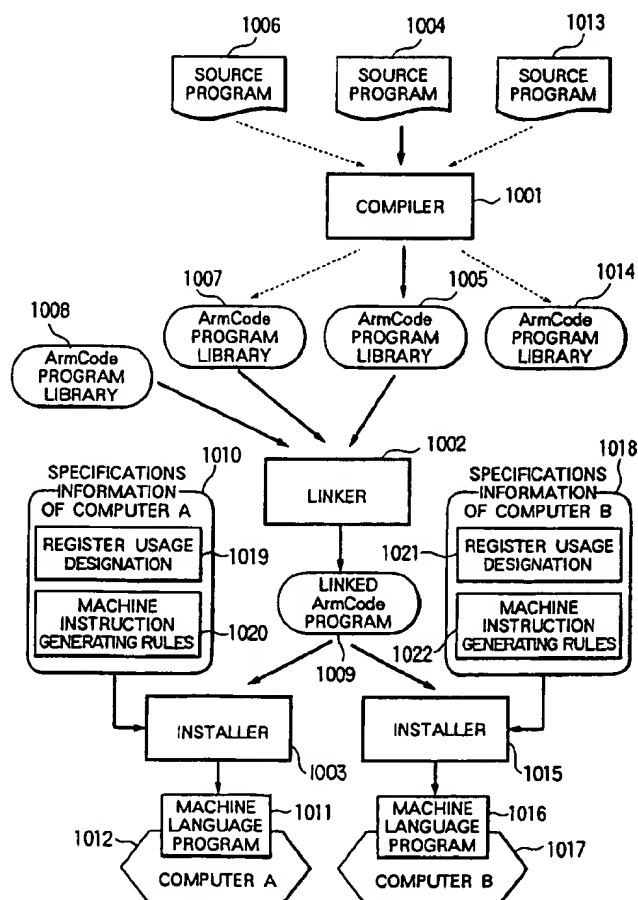 1006
1004
1013
SOURCE
PROGRAM
SOURCE
PROGRAM
SOURCE
PROGRAM
COMPILER
1001
1007
1005
1014
1008
ArmCode
PROGRAM
LIBRARY
ArmCode
PROGRAM
LIBRARY
ArmCode
PROGRAM
LIBRARY
ArmCode
PROGRAM
LIBRARY
1002
LINKER
1010
SPECIFICATIONS
INFORMATION
OF COMPUTER A
REGISTER USAGE
DESIGNATION
1019
MACHINE
INSTRUCTION
GENERATING RULES
1020
1018
SPECIFICATIONS
INFORMATION
OF COMPUTER B
1021
REGISTER USAGE
DESIGNATION
MACHINE
INSTRUCTION
GENERATING RULES
1022
LINKED
ArmCode
PROGRAM
1009
INSTALLER
1003
INSTALLER
1015
MACHINE
LANGUAGE
PROGRAM
1011
1012
COMPUTER A
MACHINE
LANGUAGE
PROGRAM
1016
1017
COMPUTER B